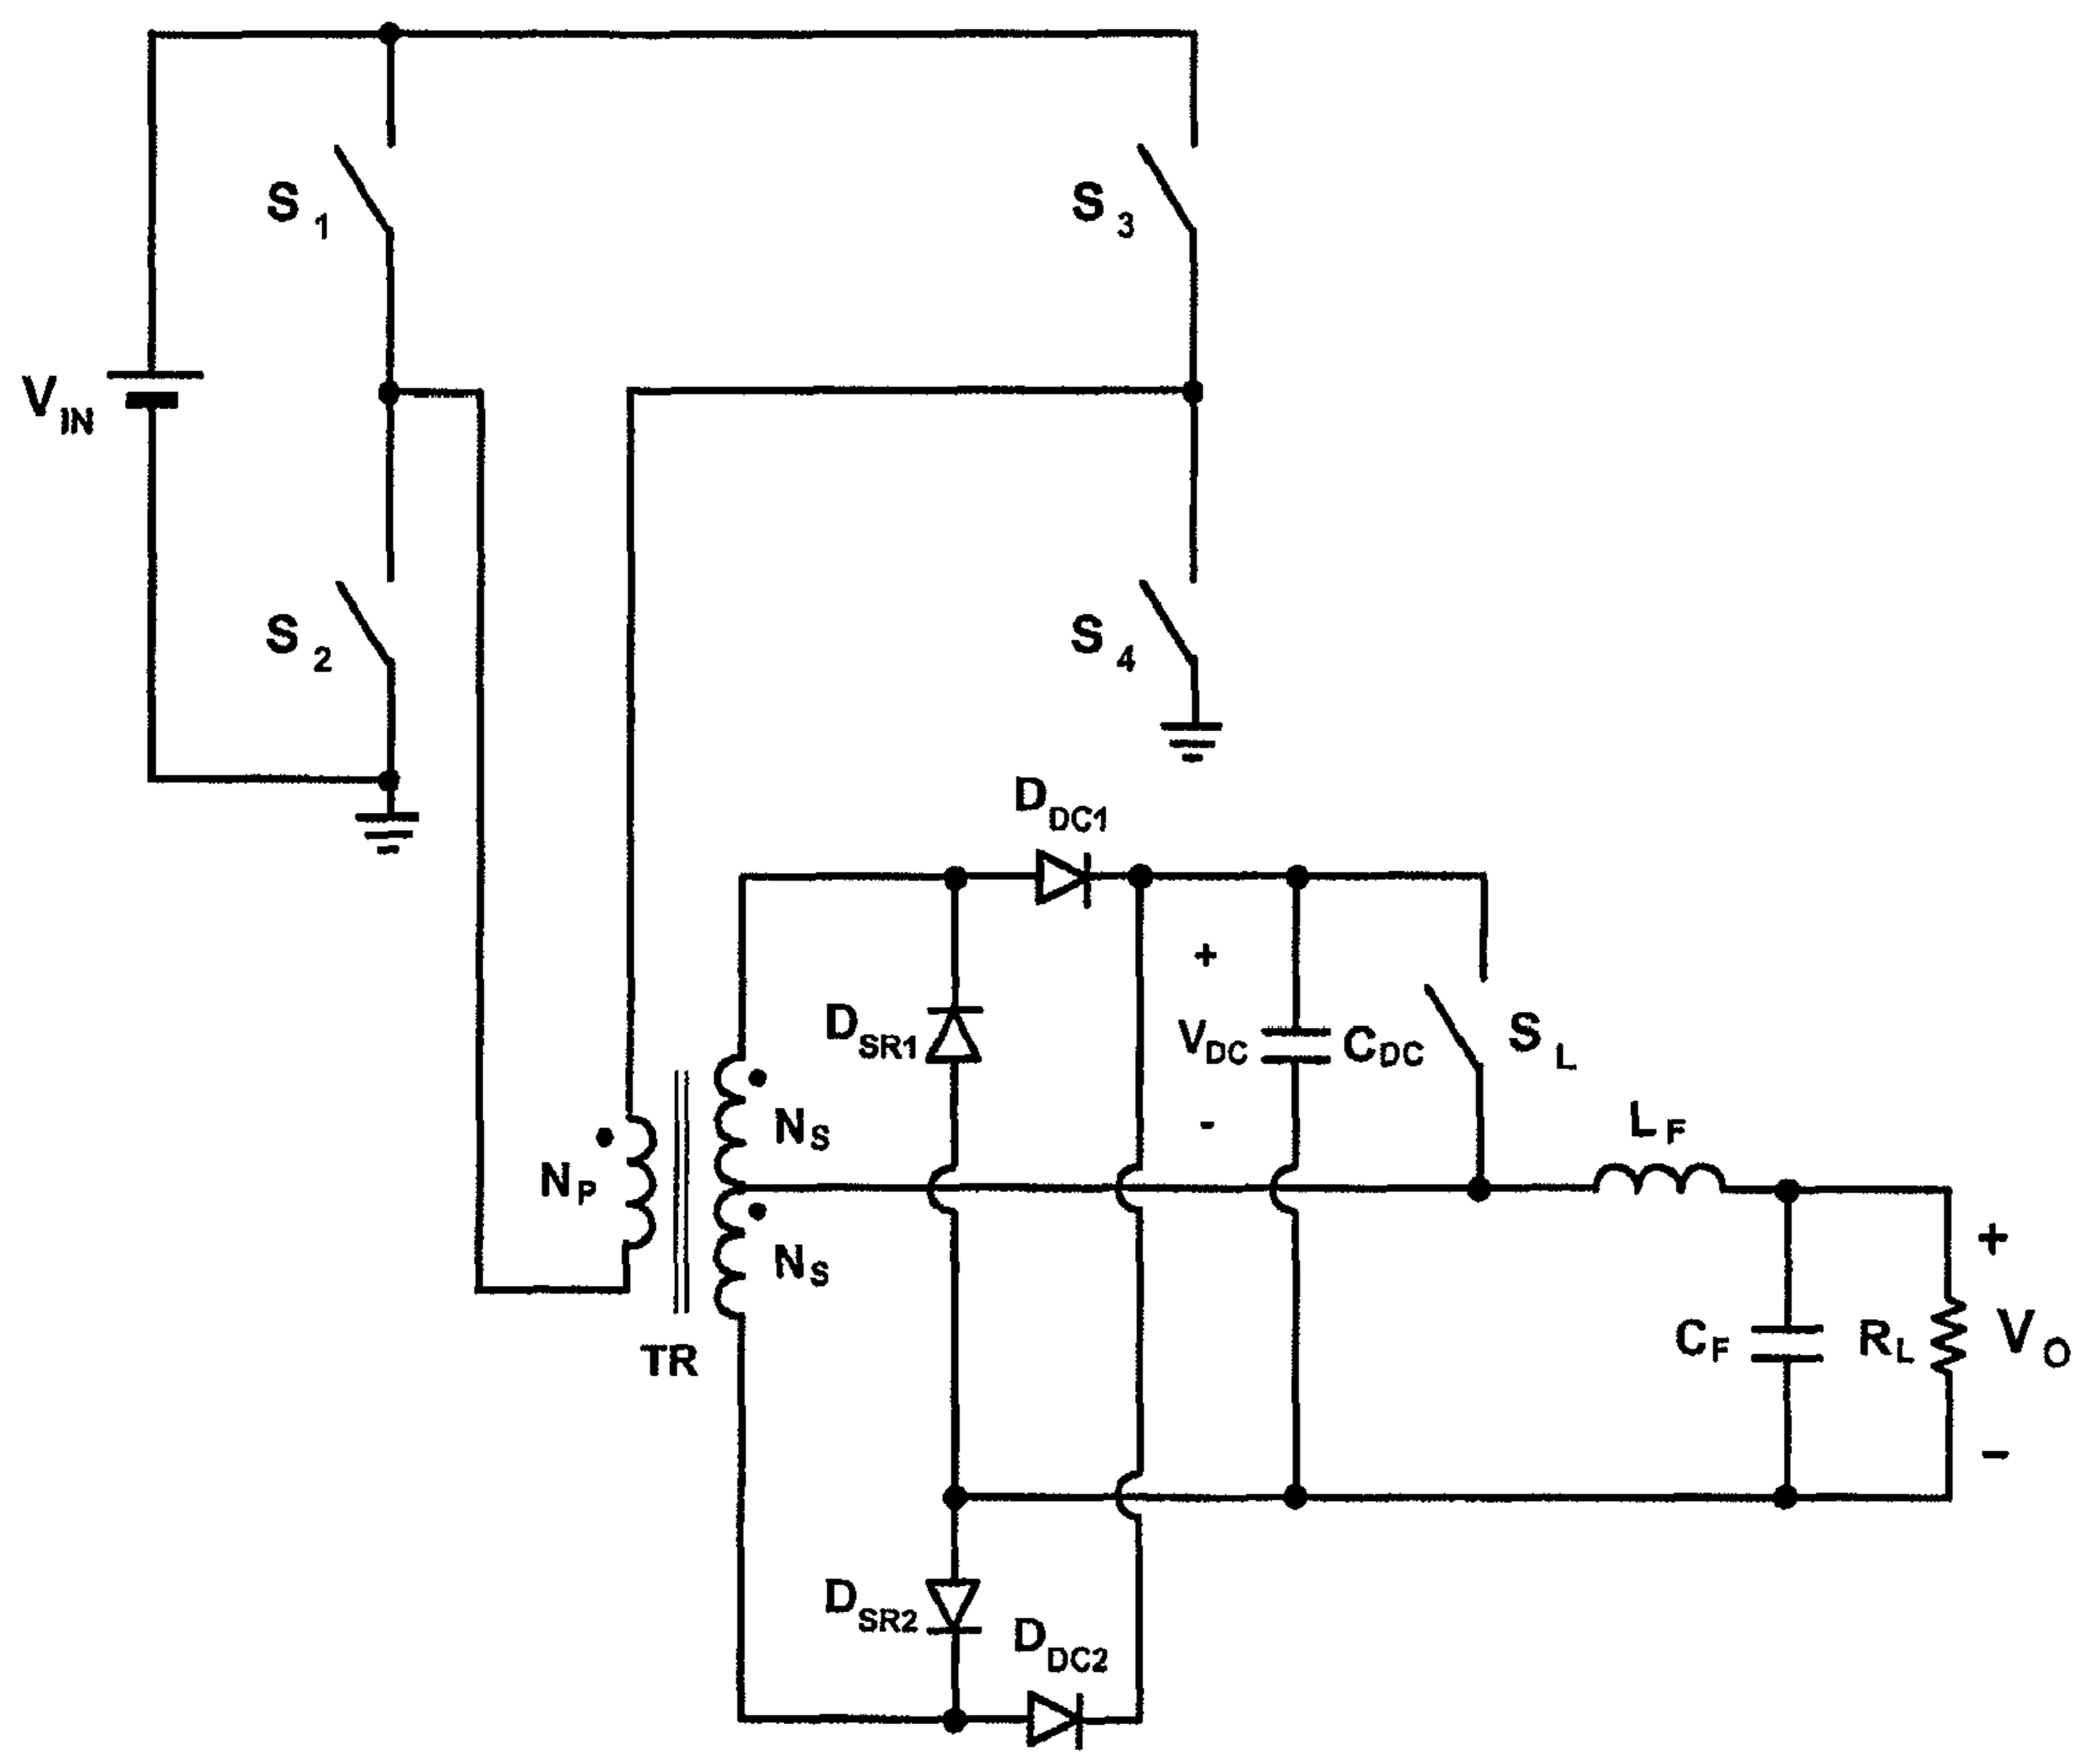 S1
S3
VIN
S2
S4
DDC1
DSR1
+
VDC
-
CDC
SL
NS
NP
LF
NS
TR
+
CF
RL
VO
-
DSR2
DDC2